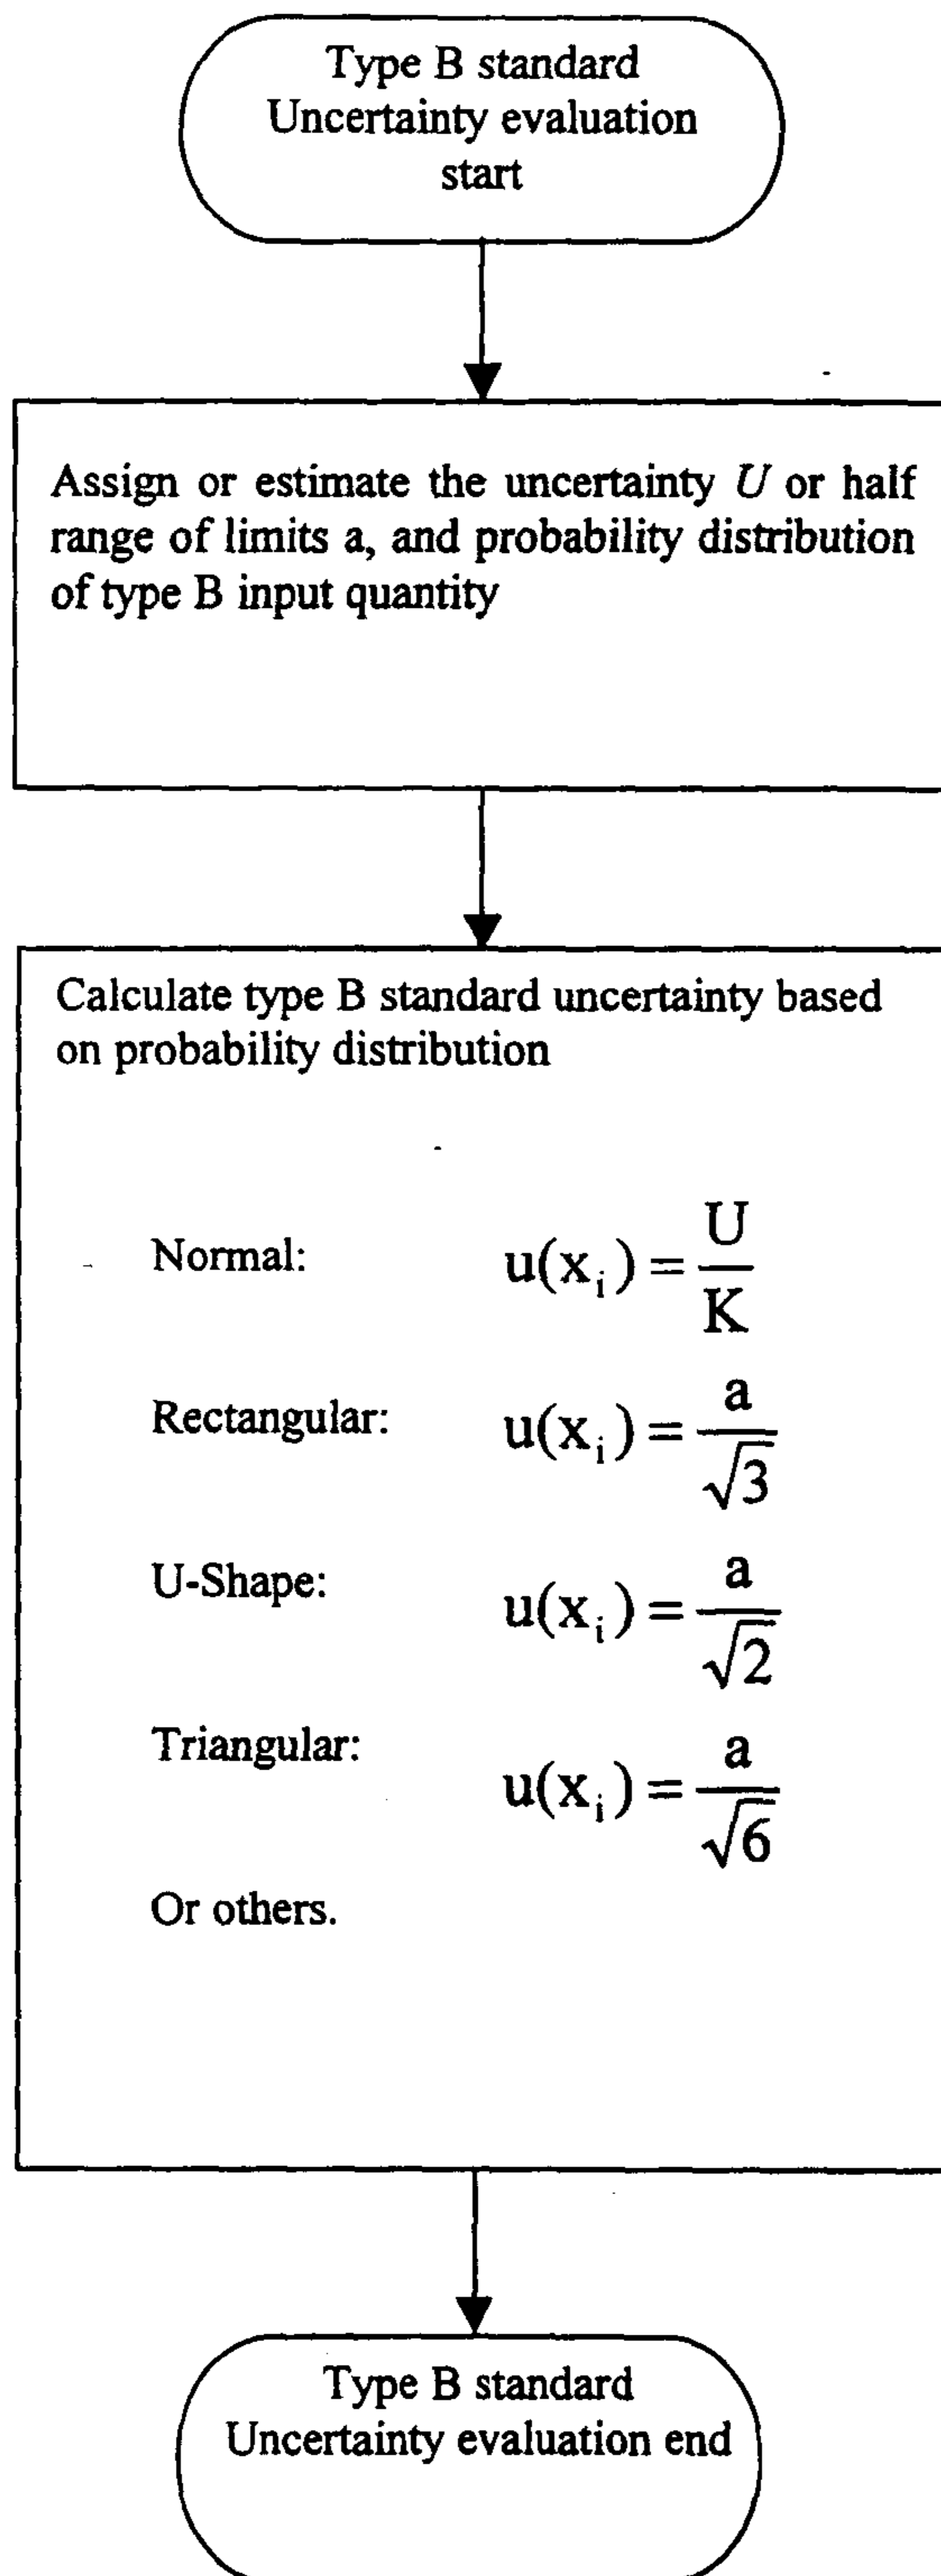 Type B standard
Uncertainty evaluation
start
Assign or estimate the uncertainty U or half
range of limits a, and probability distribution
of type B input quantity
Calculate type B standard uncertainty based
on probability distribution
Normal: u(xᵢ) = U/K
Rectangular: u(xᵢ) = a/√3
U-Shape: u(xᵢ) = a/√2
Triangular: u(xᵢ) = a/√6
Or others.
Type B standard
Uncertainty evaluation end